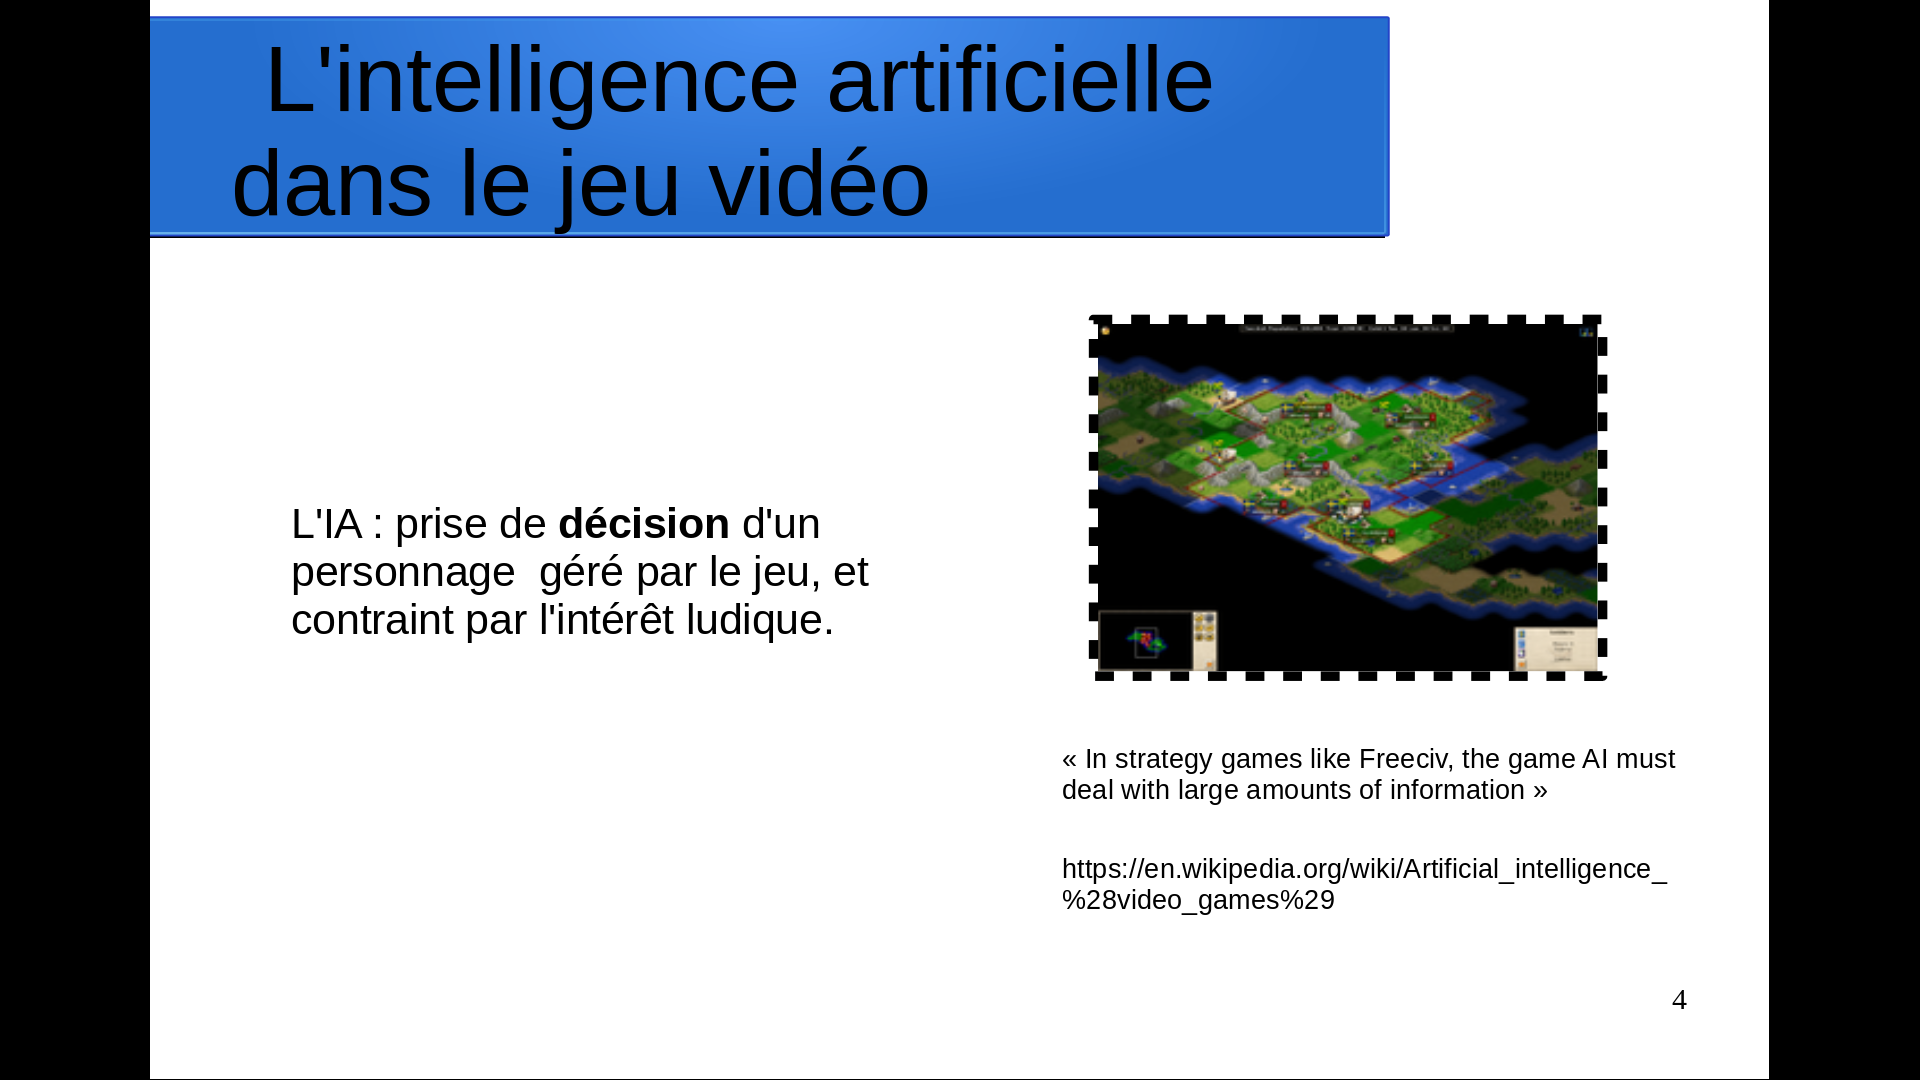 L'intelligence artificielle
dans le jeu vidéo
L'IA : prise de décision d'un
personnage  géré par le jeu, et
contraint par l'intérêt ludique.
« In strategy games like Freeciv, the game AI must
deal with large amounts of information »
https://en.wikipedia.org/wiki/Artificial_intelligence_
%28video_games%29
4